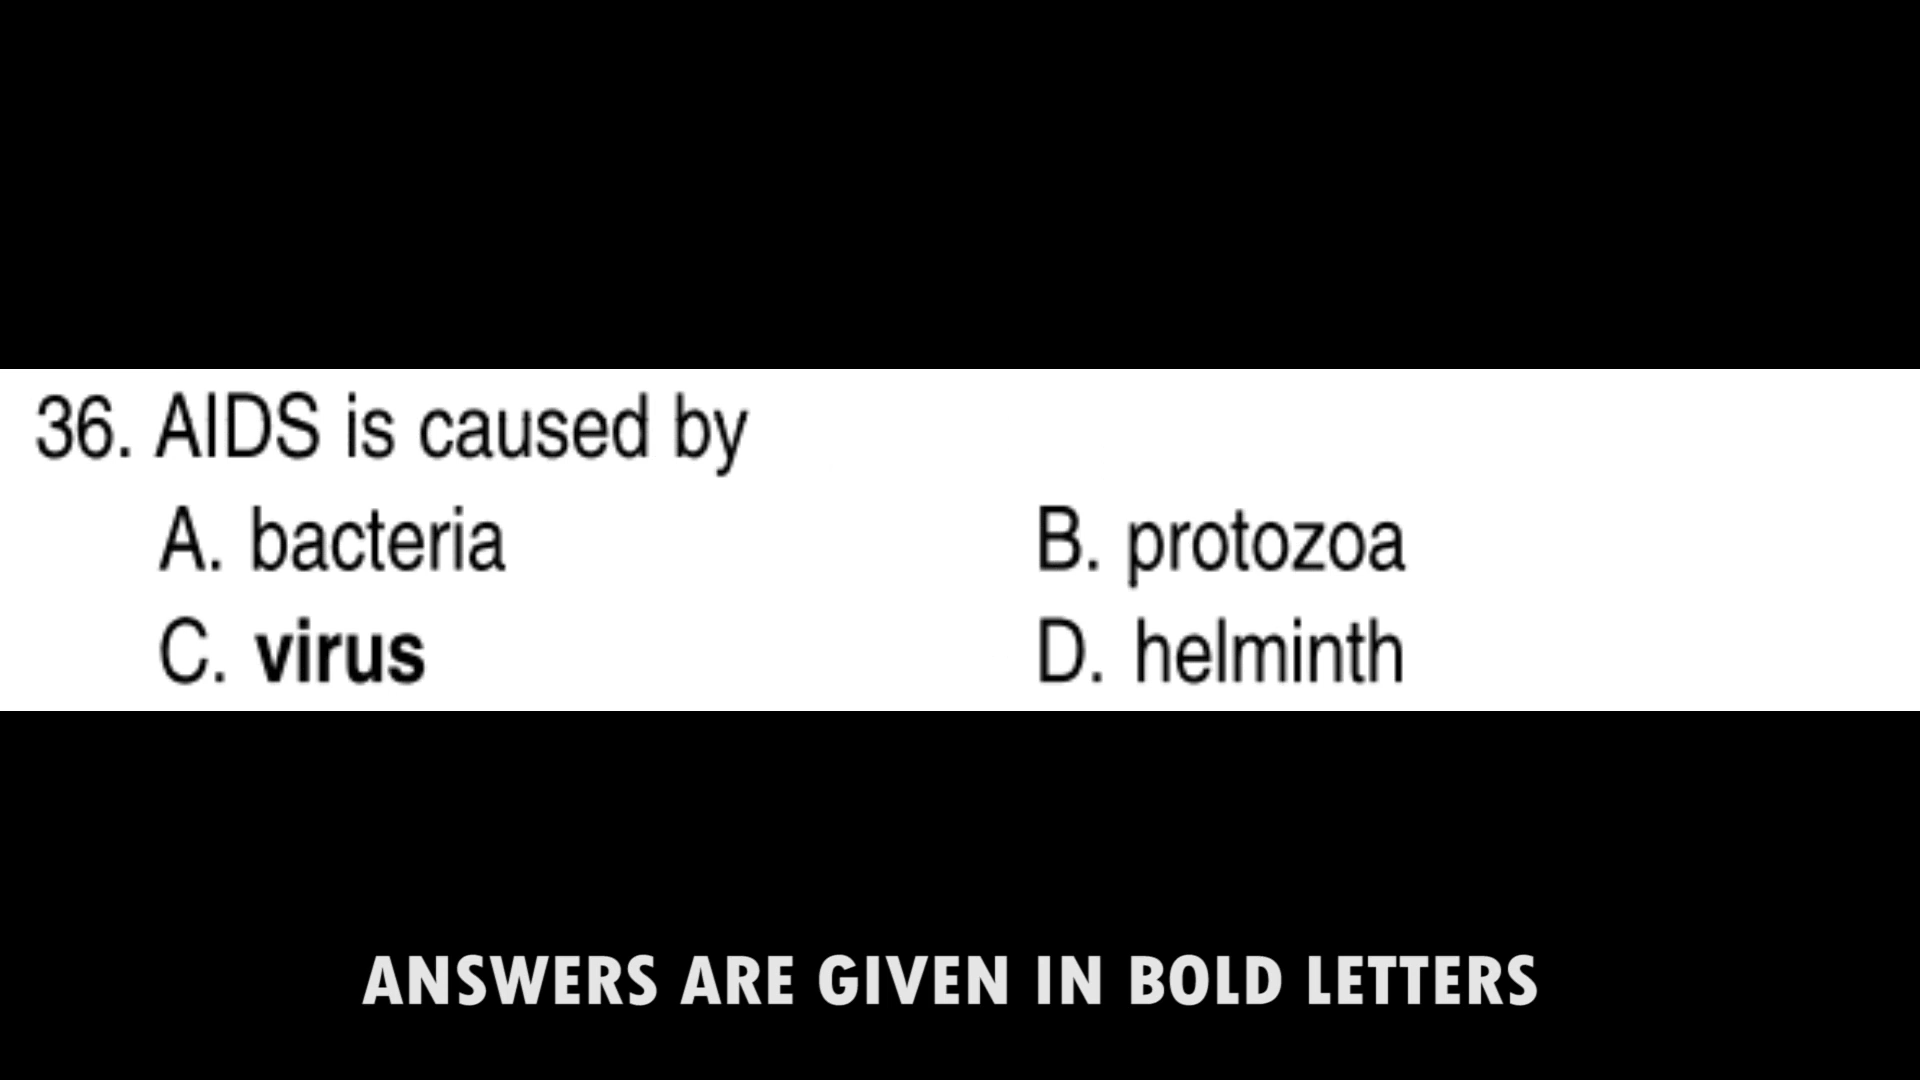 36. AIDS is caused by
A. bacteria B. protozoa
C. virus D. helminth
ANSWERS ARE GIVEN IN BOLD LETTERS